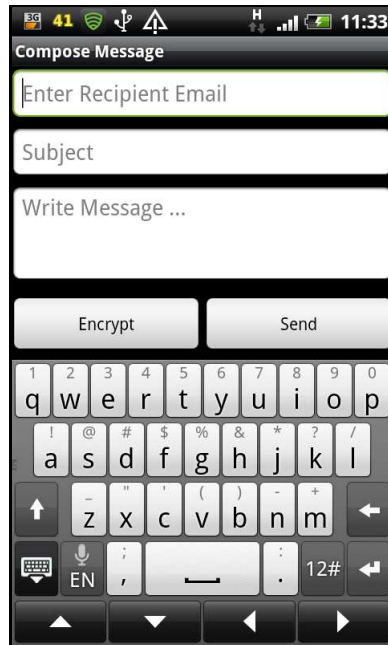 3G 41 H 11:33
Compose Message
Enter Recipient Email
Subject
Write Message ...
Encrypt Send
1 2 3 4 5 6 7 8 9 0
q w e r t y u i o p
! @ # $ % & * ? /
a s d f g h j k l
_ " ' ( ) - +
z x c v b n m
; :
EN , . 12#